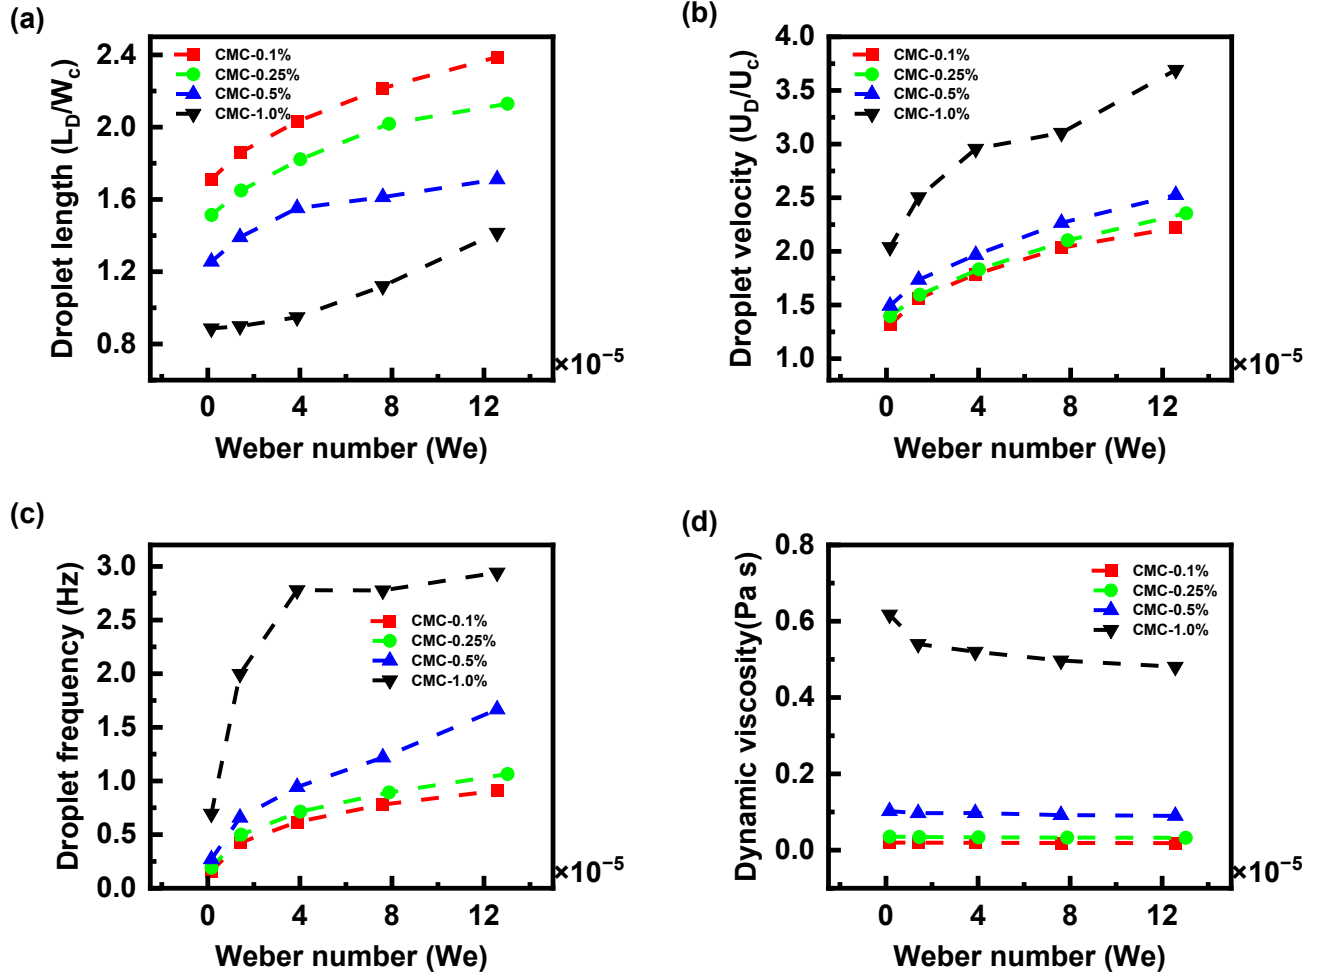 (a)
Droplet length (L_D/W_c)
2.4
2.0
1.6
1.2
0.8
CMC-0.1%
CMC-0.25%
CMC-0.5%
CMC-1.0%
0 4 8 12
×10⁻⁵
Weber number (We)
(b)
Droplet velocity (U_D/U_c)
4.0
3.5
3.0
2.5
2.0
1.5
1.0
CMC-0.1%
CMC-0.25%
CMC-0.5%
CMC-1.0%
0 4 8 12
×10⁻⁵
Weber number (We)
(c)
Droplet frequency (Hz)
3.0
2.5
2.0
1.5
1.0
0.5
0.0
CMC-0.1%
CMC-0.25%
CMC-0.5%
CMC-1.0%
0 4 8 12
×10⁻⁵
Weber number (We)
(d)
Dynamic viscosity(Pa s)
0.8
0.6
0.4
0.2
0.0
CMC-0.1%
CMC-0.25%
CMC-0.5%
CMC-1.0%
0 4 8 12
×10⁻⁵
Weber number (We)